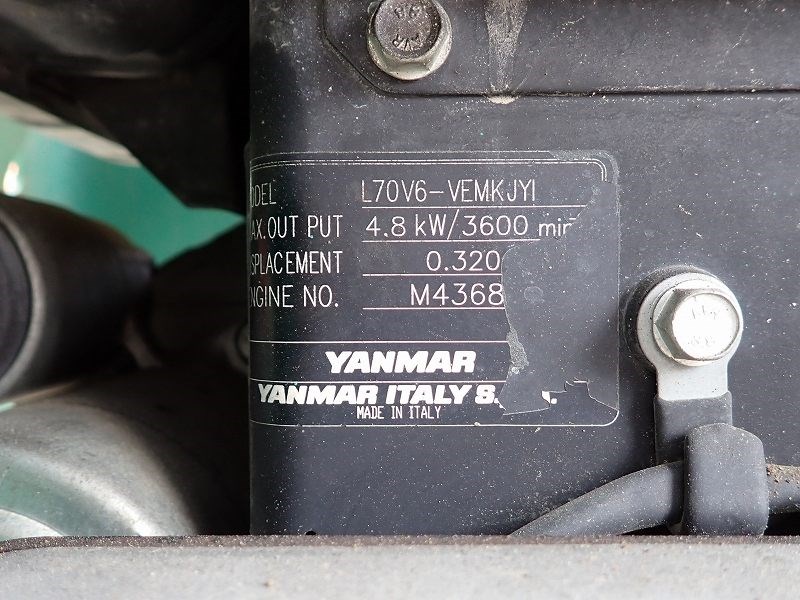 ODEL L70V6-VEMKJYI
AX. OUT PUT 4.8 kW/3600 min
SPLACEMENT 0.320
NGINE NO. M4368
YANMAR
YANMAR ITALY S.
MADE IN ITALY